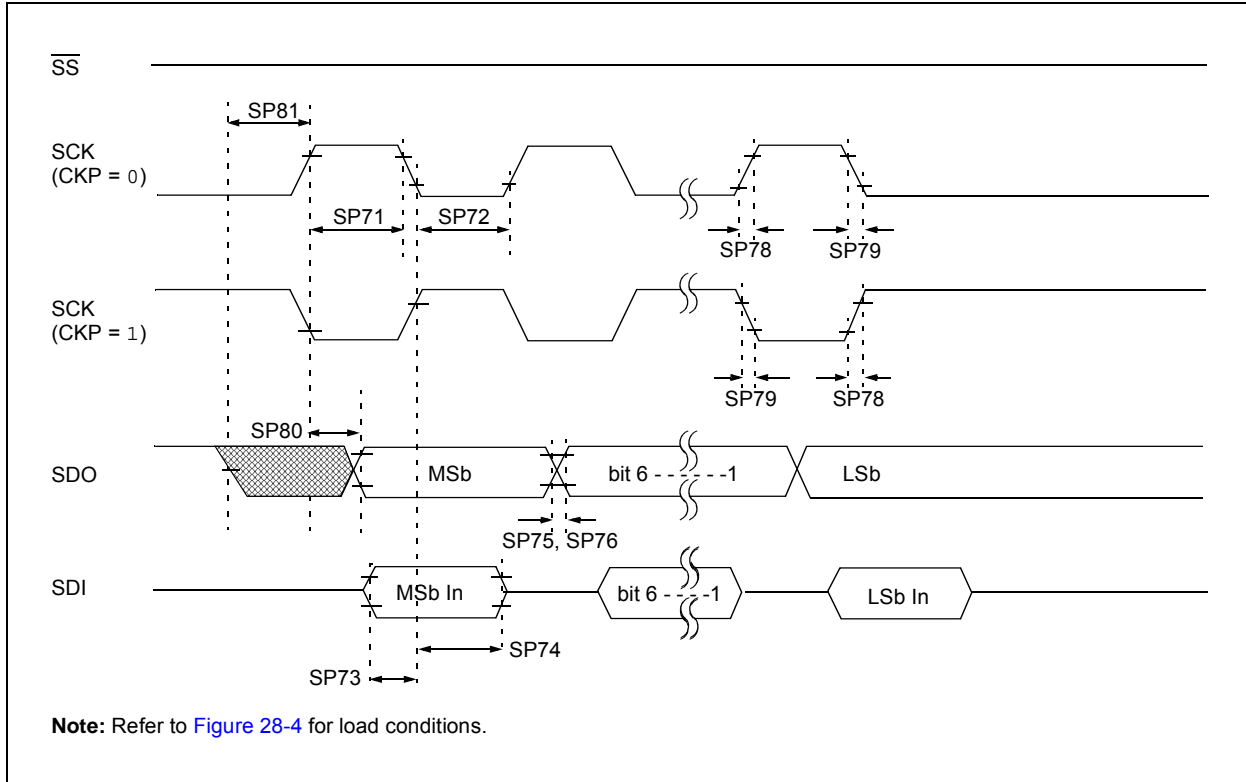 SS
SP81
SCK
(CKP = 0)
SP71
SP72
SP78
SP79
SCK
(CKP = 1)
SP79
SP78
SP80
SDO
MSb
bit 6 - - - - - -1
LSb
SP75, SP76
SDI
MSb In
bit 6 - - - - -1
LSb In
SP74
SP73
Note: Refer to Figure 28-4 for load conditions.